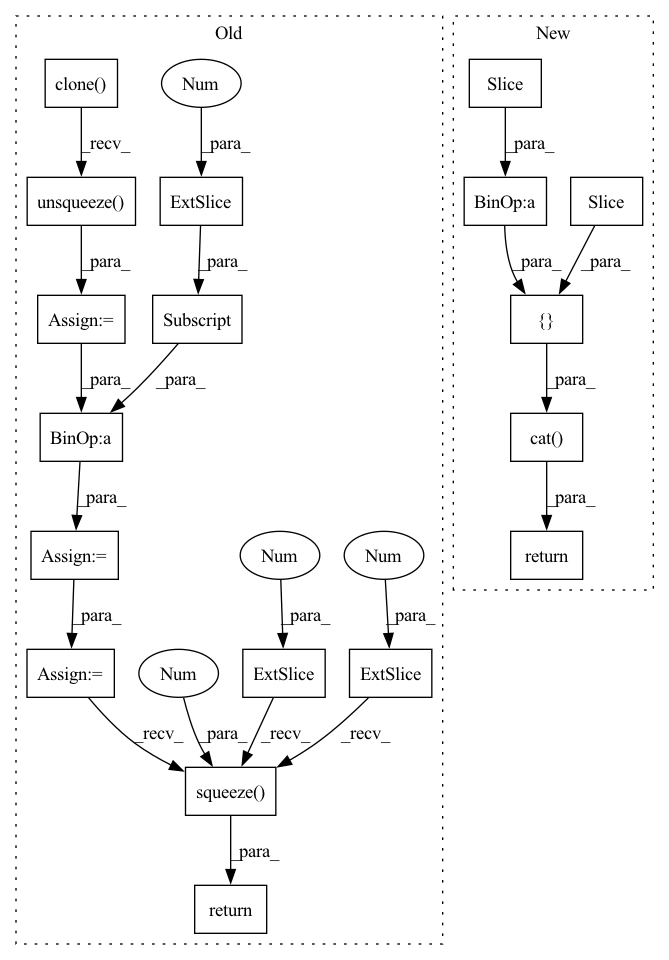 Old
New
clone()
Num
Slice
_recv_
_para_
_para_
unsqueeze()
ExtSlice
BinOp:a
Slice
_para_
_para_
_para_
_para_
Assign:=
Subscript
{}
_para_
_para_
_para_
BinOp:a
cat()
_para_
_para_
Assign:=
Num
Num
return
_para_
_para_
_para_
Assign:=
Num
ExtSlice
ExtSlice
_recv_
_para_
_recv_
_recv_
squeeze()
_para_
return